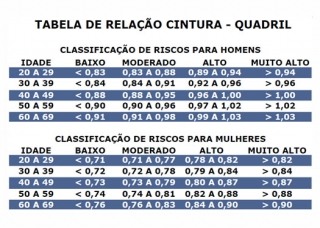 TABELA DE RELAÇÃO CINTURA - QUADRIL
CLASSIFICAÇÃO DE RISCOS PARA HOMENS
IDADE BAIXO MODERADO ALTO MUITO ALTO
20 A 29 < 0,83 0,83 A 0,88 0,89 A 0,94 > 0,94
30 A 39 < 0,84 0,84 A 0,91 0,92 A 0,96 > 0,96
40 A 49 < 0,88 0,88 A 0,95 0,96 A 1,00 > 1,00
50 A 59 < 0,90 0,90 A 0,96 0,97 A 1,02 > 1,02
60 A 69 < 0,91 0,91 A 0,98 0,99 A 1,03 > 1,03
CLASSIFICAÇÃO DE RISCOS PARA MULHERES
IDADE BAIXO MODERADO ALTO MUITO ALTO
20 A 29 < 0,71 0,71 A 0,77 0,78 A 0,82 > 0,82
30 A 39 < 0,72 0,72 A 0,78 0,79 A 0,84 > 0,84
40 A 49 < 0,73 0,73 A 0,79 0,80 A 0,87 > 0,87
50 A 59 < 0,74 0,74 A 0,81 0,82 A 0,88 > 0,88
60 A 69 < 0,76 0,76 A 0,83 0,84 A 0,90 > 0,90